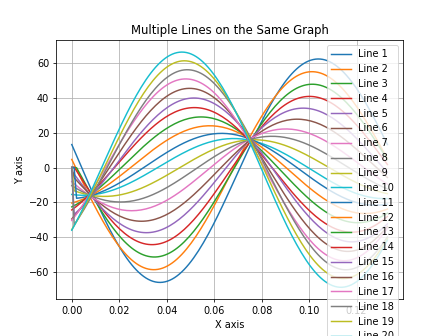 Multiple Lines on the Same Graph
Y axis
60
40
20
0
−20
−40
−60
0.00
0.02
0.04
0.06
0.08
0.10
X axis
Line 1
Line 2
Line 3
Line 4
Line 5
Line 6
Line 7
Line 8
Line 9
Line 10
Line 11
Line 12
Line 13
Line 14
Line 15
Line 16
Line 17
Line 18
Line 19
Line 20